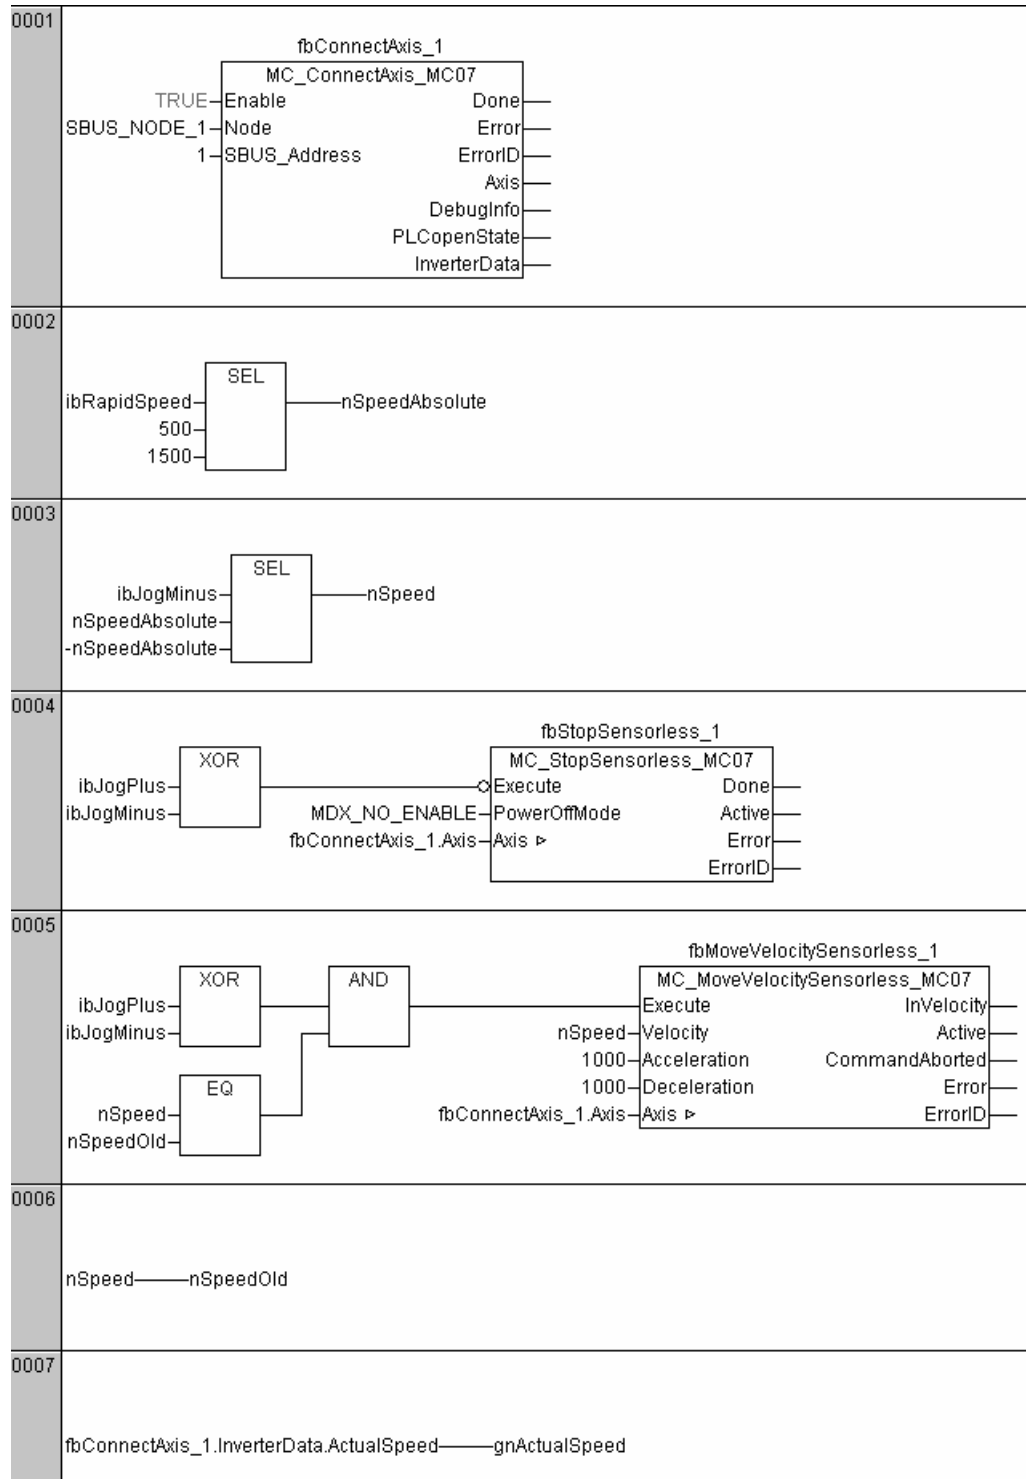 0001
fbConnectAxis_1
MC_ConnectAxis_MC07
TRUE Enable Done
SBUS_NODE_1 Node Error
1 SBUS_Address ErrorID
Axis
DebugInfo
PLCopenState
InverterData
0002
SEL
ibRapidSpeed nSpeedAbsolute
500
1500
0003
SEL
ibJogMinus nSpeed
nSpeedAbsolute
-nSpeedAbsolute
0004
fbStopSensorless_1
XOR MC_StopSensorless_MC07
ibJogPlus Execute Done
ibJogMinus MDX_NO_ENABLE PowerOffMode Active
fbConnectAxis_1.Axis Axis Error
ErrorID
0005
fbMoveVelocitySensorless_1
XOR AND MC_MoveVelocitySensorless_MC07
ibJogPlus Execute InVelocity
ibJogMinus nSpeed Velocity Active
1000 Acceleration CommandAborted
EQ 1000 Deceleration Error
nSpeed fbConnectAxis_1.Axis Axis ErrorID
nSpeedOld
0006
nSpeed nSpeedOld
0007
fbConnectAxis_1.InverterData.ActualSpeed gnActualSpeed